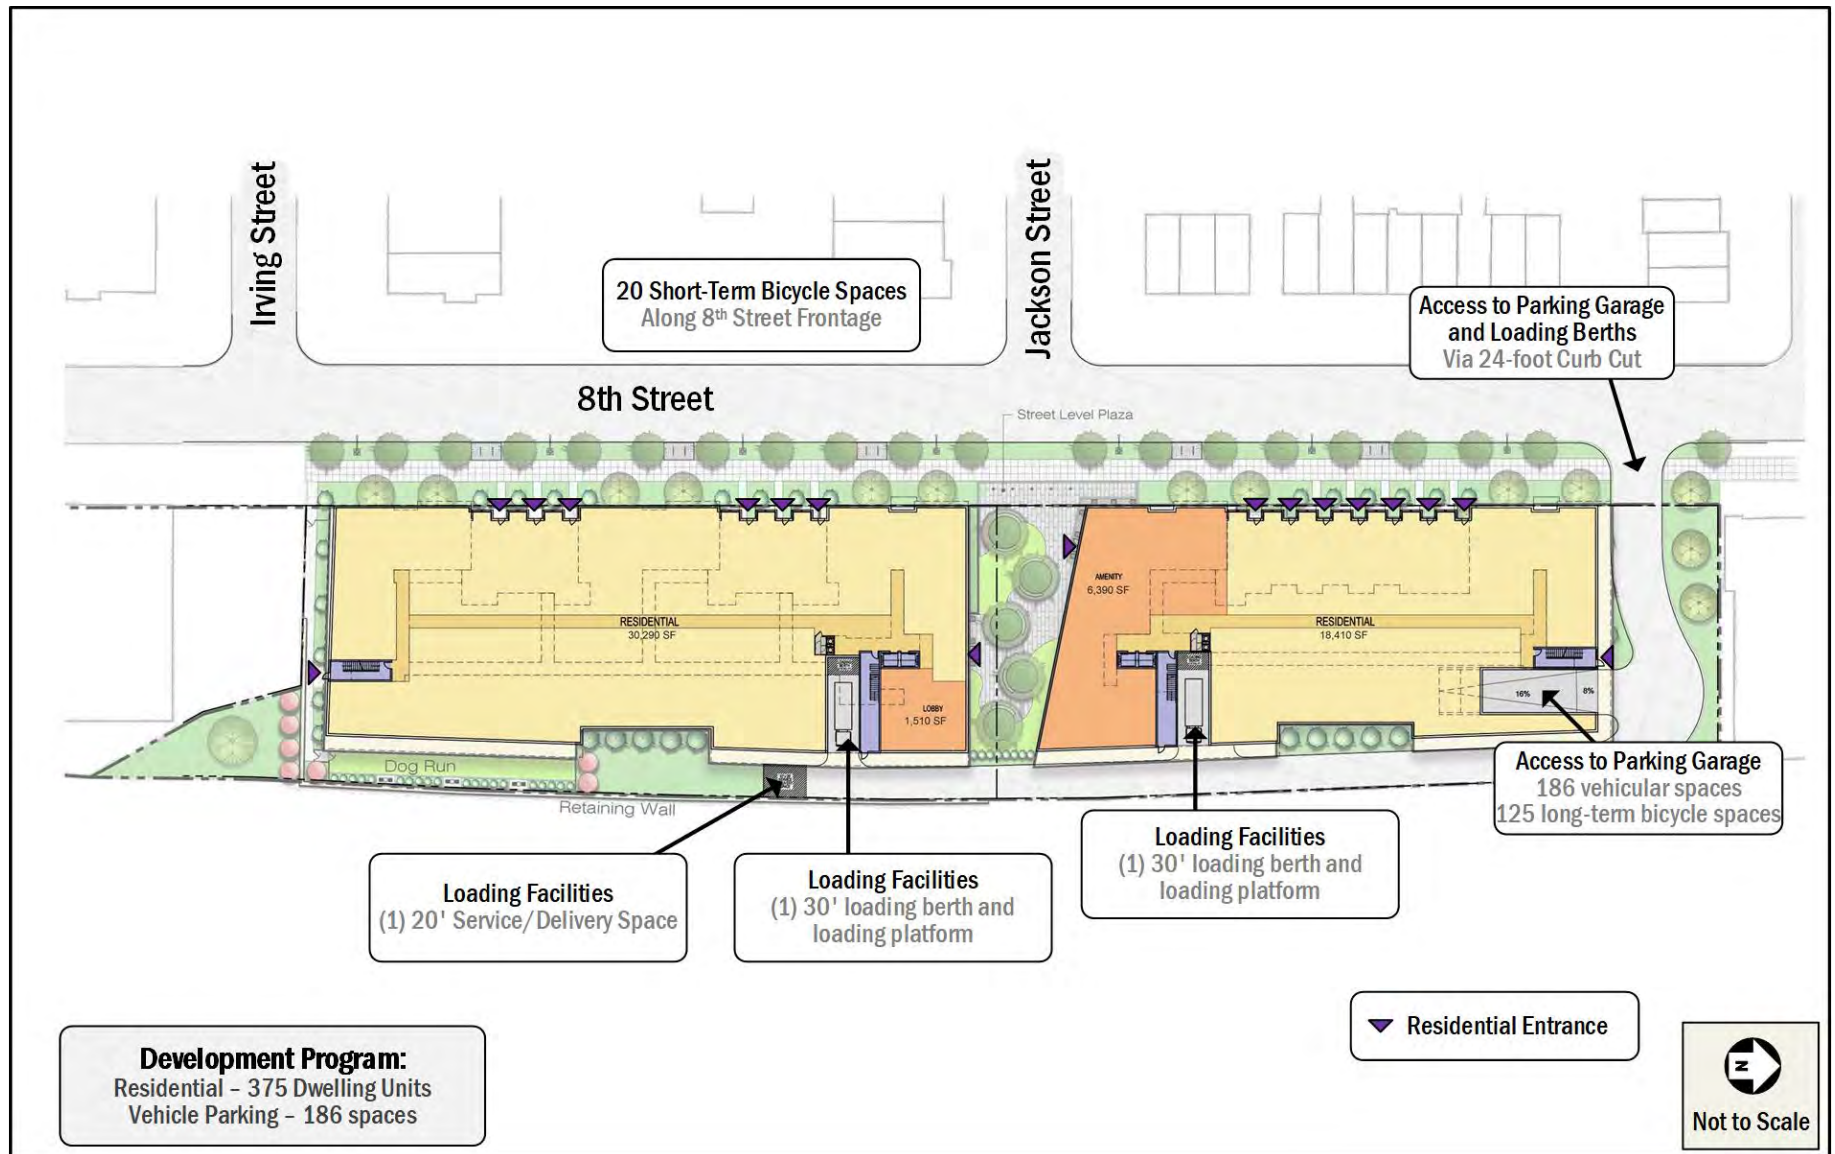 Irving Street
Jackson Street
20 Short-Term Bicycle Spaces
Along 8th Street Frontage
Access to Parking Garage
and Loading Berths
Via 24-foot Curb Cut
8th Street
Street Level Plaza
AMENITY
6,390 SF
RESIDENTIAL
30,290 SF
RESIDENTIAL
18,410 SF
LOBBY
1,510 SF
16%
8%
Dog Run
Retaining Wall
Access to Parking Garage
186 vehicular spaces
125 long-term bicycle spaces
Loading Facilities
(1) 30' loading berth and
loading platform
Loading Facilities
(1) 30' loading berth and
loading platform
Loading Facilities
(1) 20' Service/Delivery Space
Residential Entrance
Development Program:
Residential – 375 Dwelling Units
Vehicle Parking – 186 spaces
N
Not to Scale